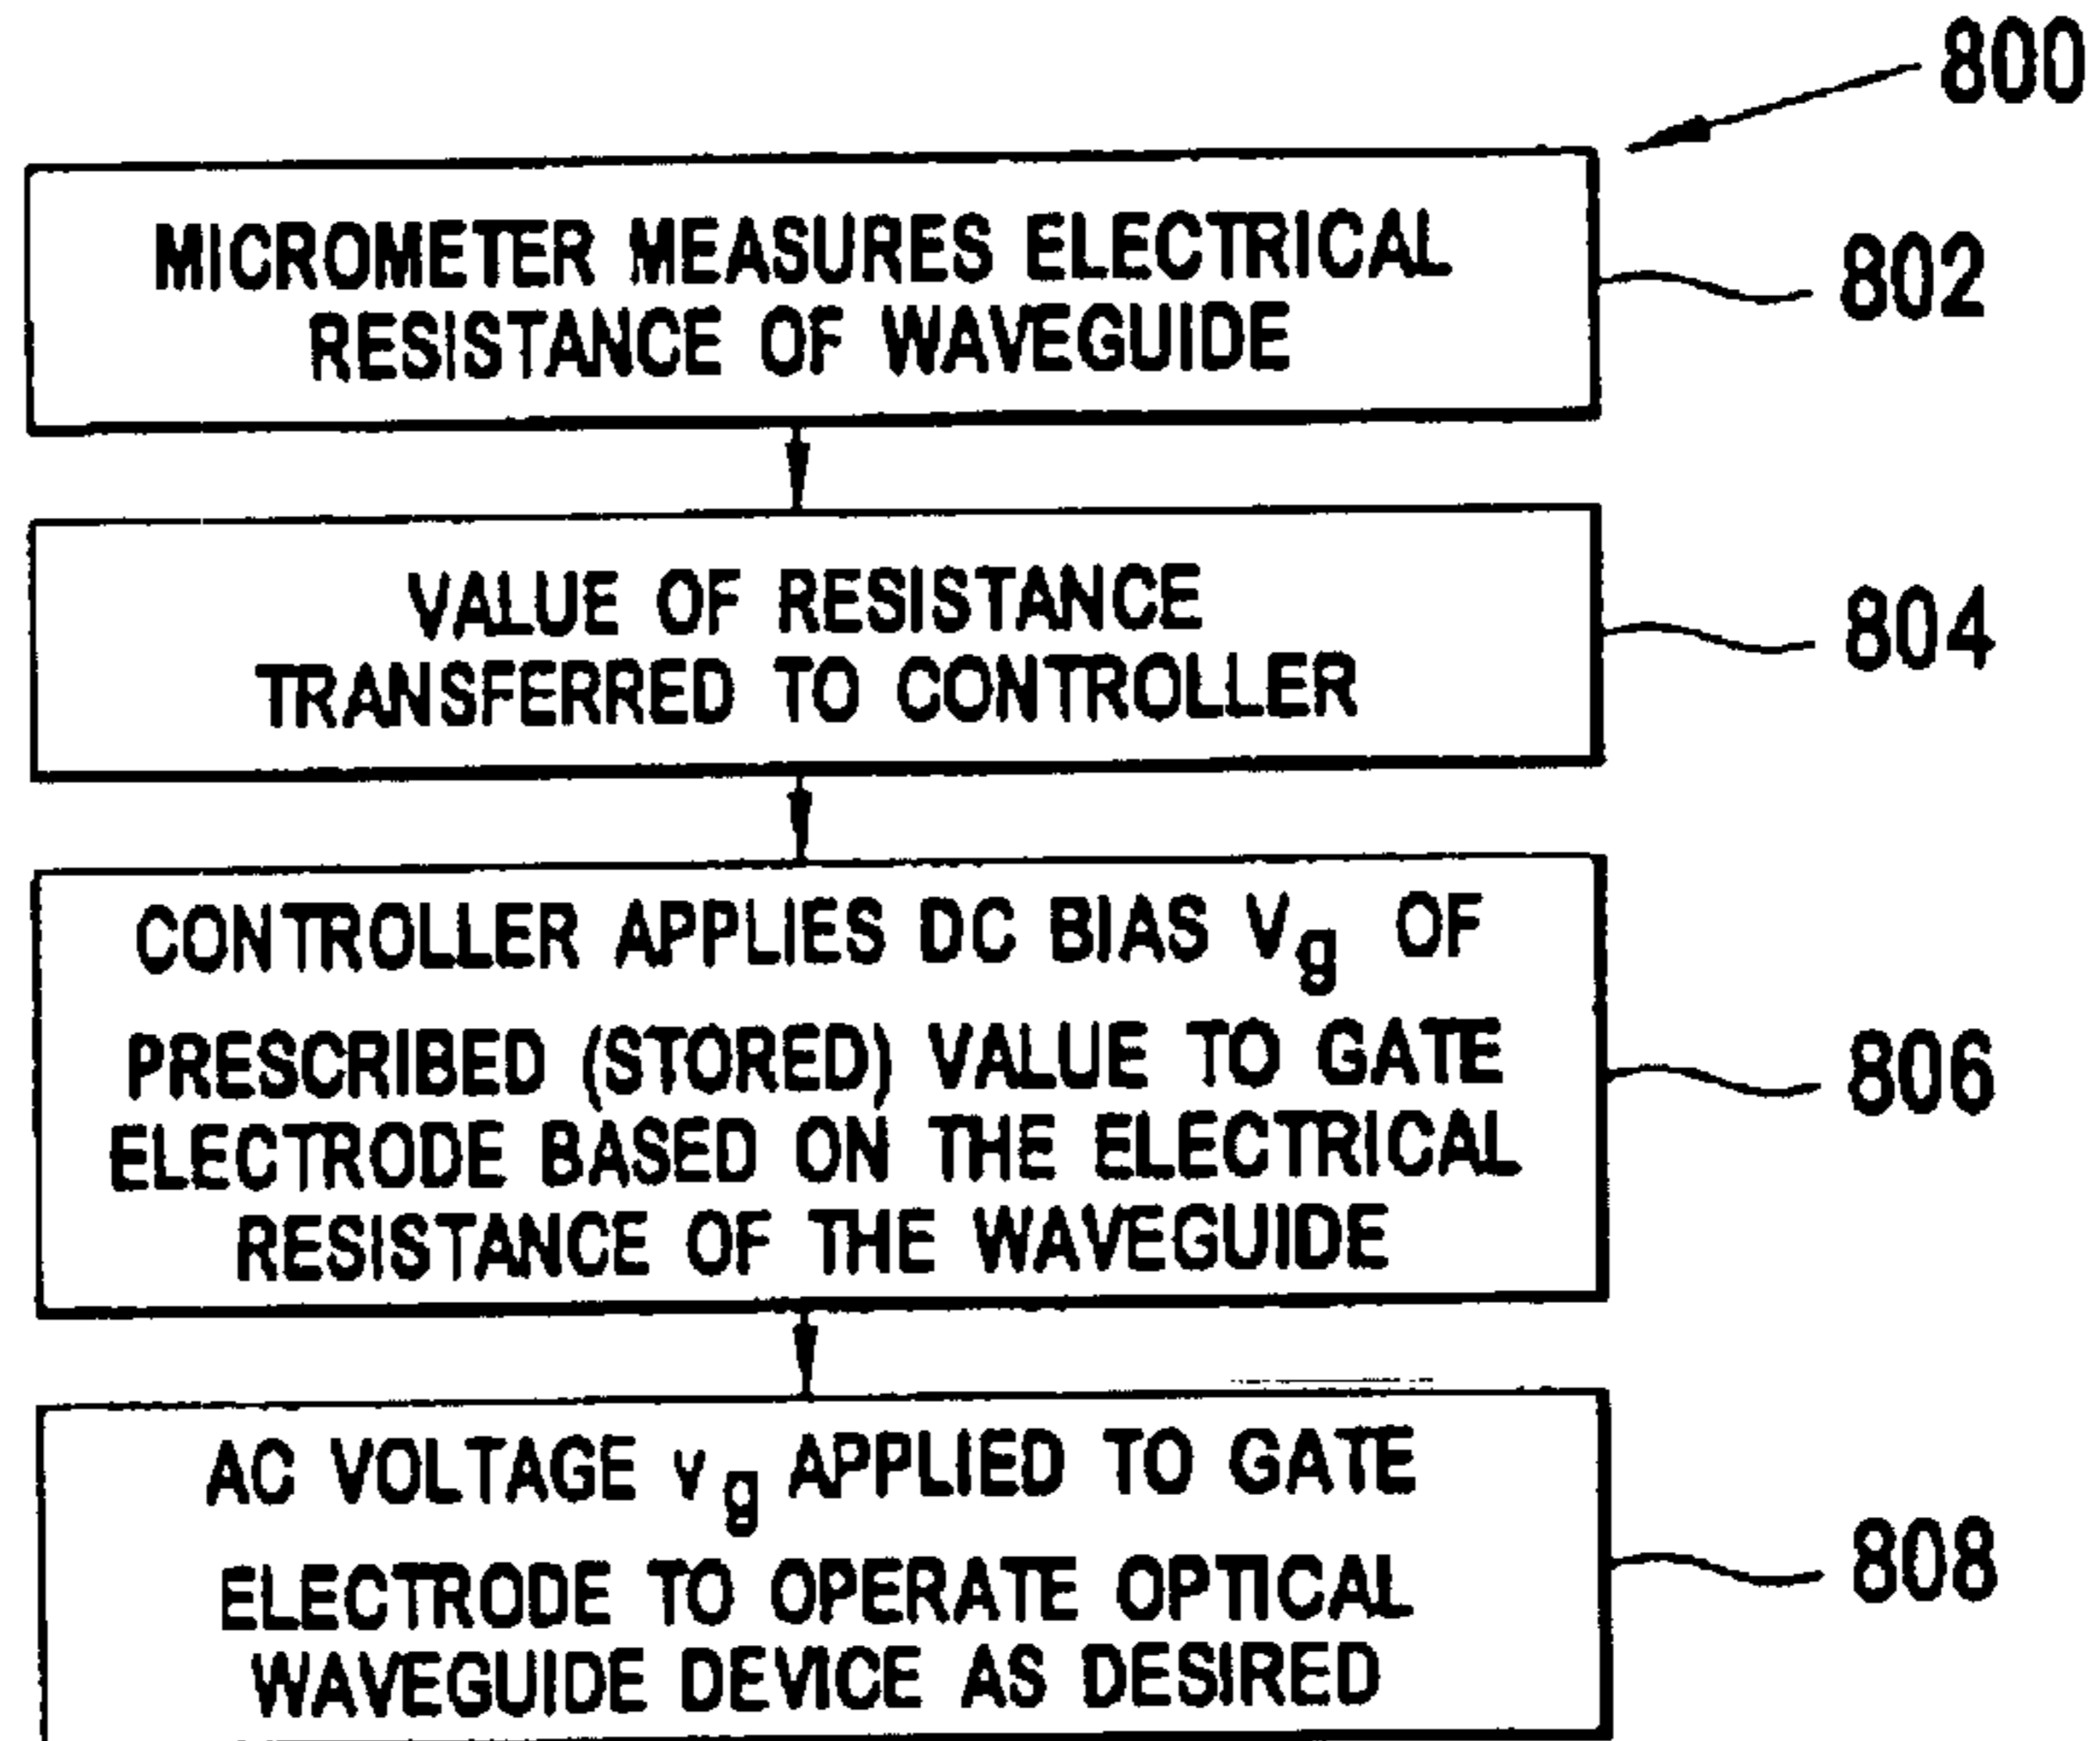 800
MICROMETER MEASURES ELECTRICAL
RESISTANCE OF WAVEGUIDE
802
VALUE OF RESISTANCE
TRANSFERRED TO CONTROLLER
804
CONTROLLER APPLIES DC BIAS Vg OF
PRESCRIBED (STORED) VALUE TO GATE
ELECTRODE BASED ON THE ELECTRICAL
RESISTANCE OF THE WAVEGUIDE
806
AC VOLTAGE vg APPLIED TO GATE
ELECTRODE TO OPERATE OPTICAL
WAVEGUIDE DEVICE AS DESIRED
808